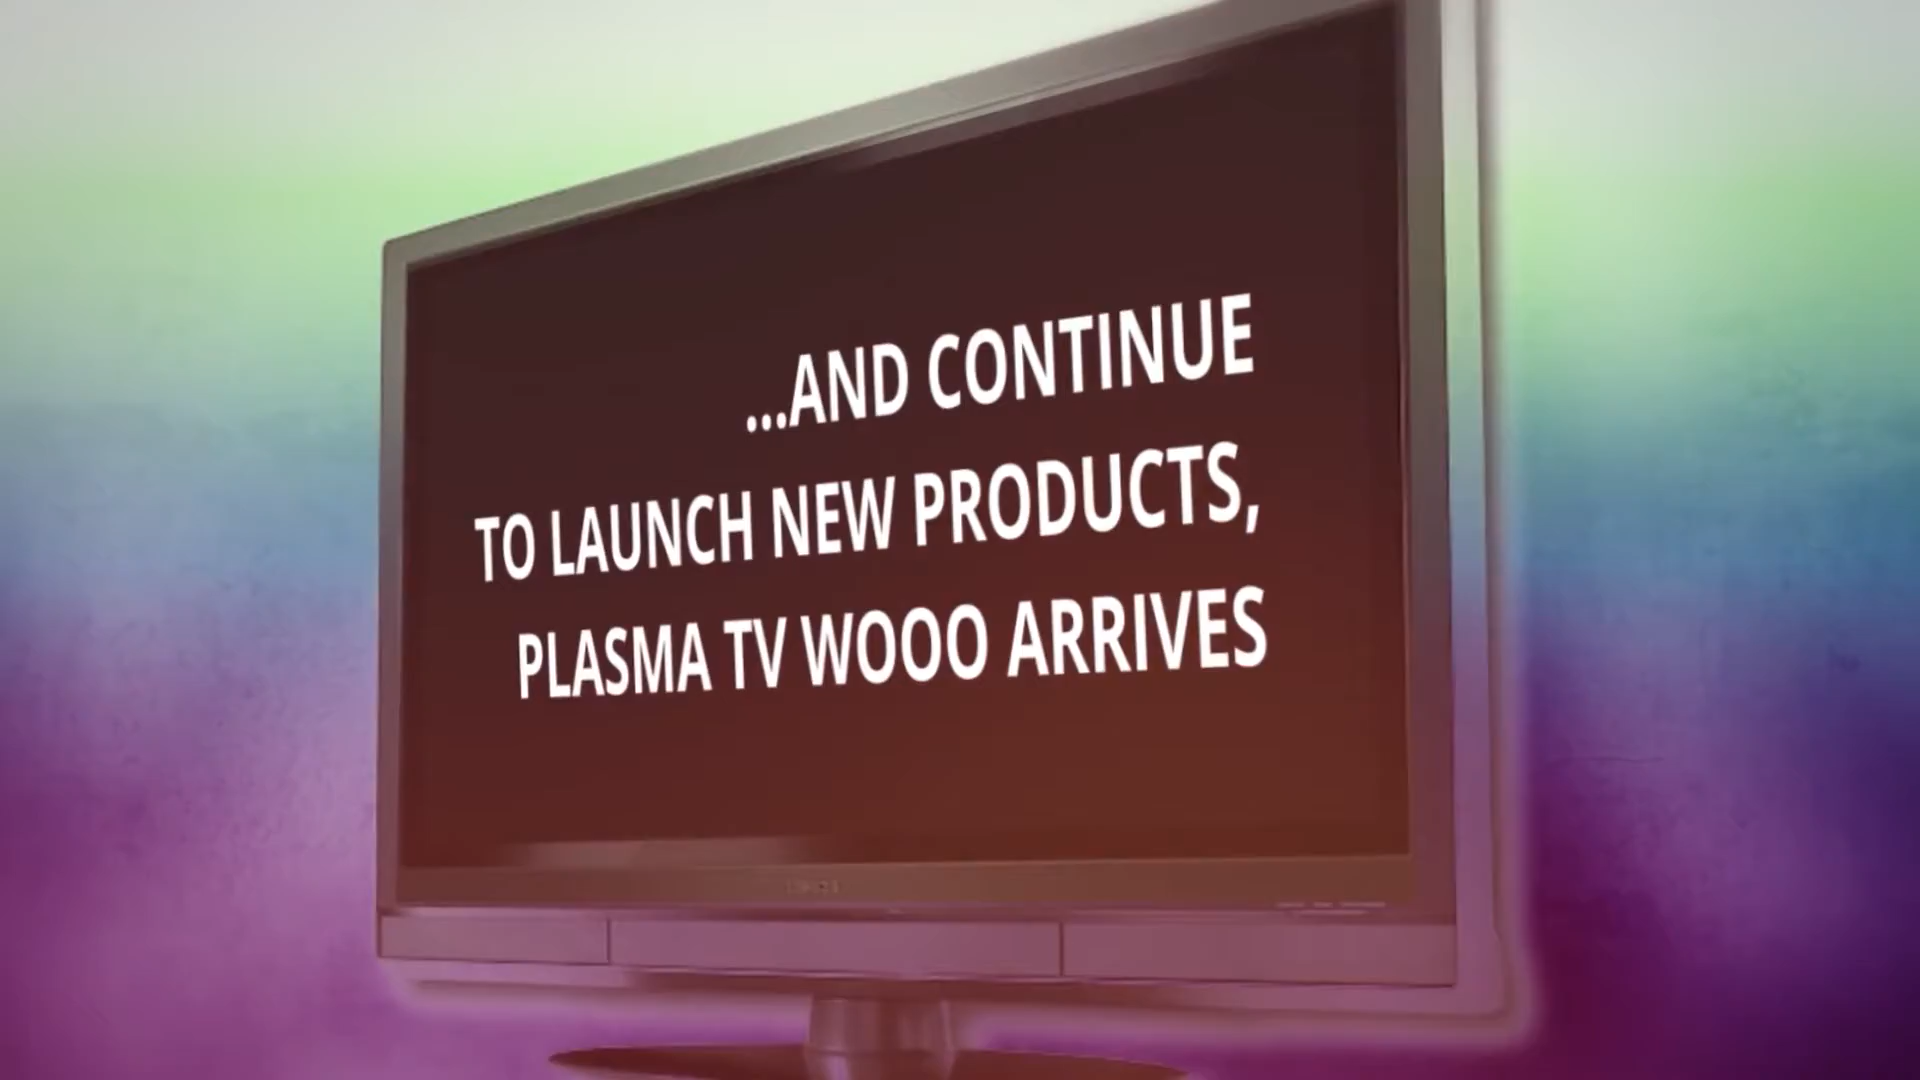 ...AND CONTINUE
TO LAUNCH NEW PRODUCTS,
PLASMA TV WOOO ARRIVES